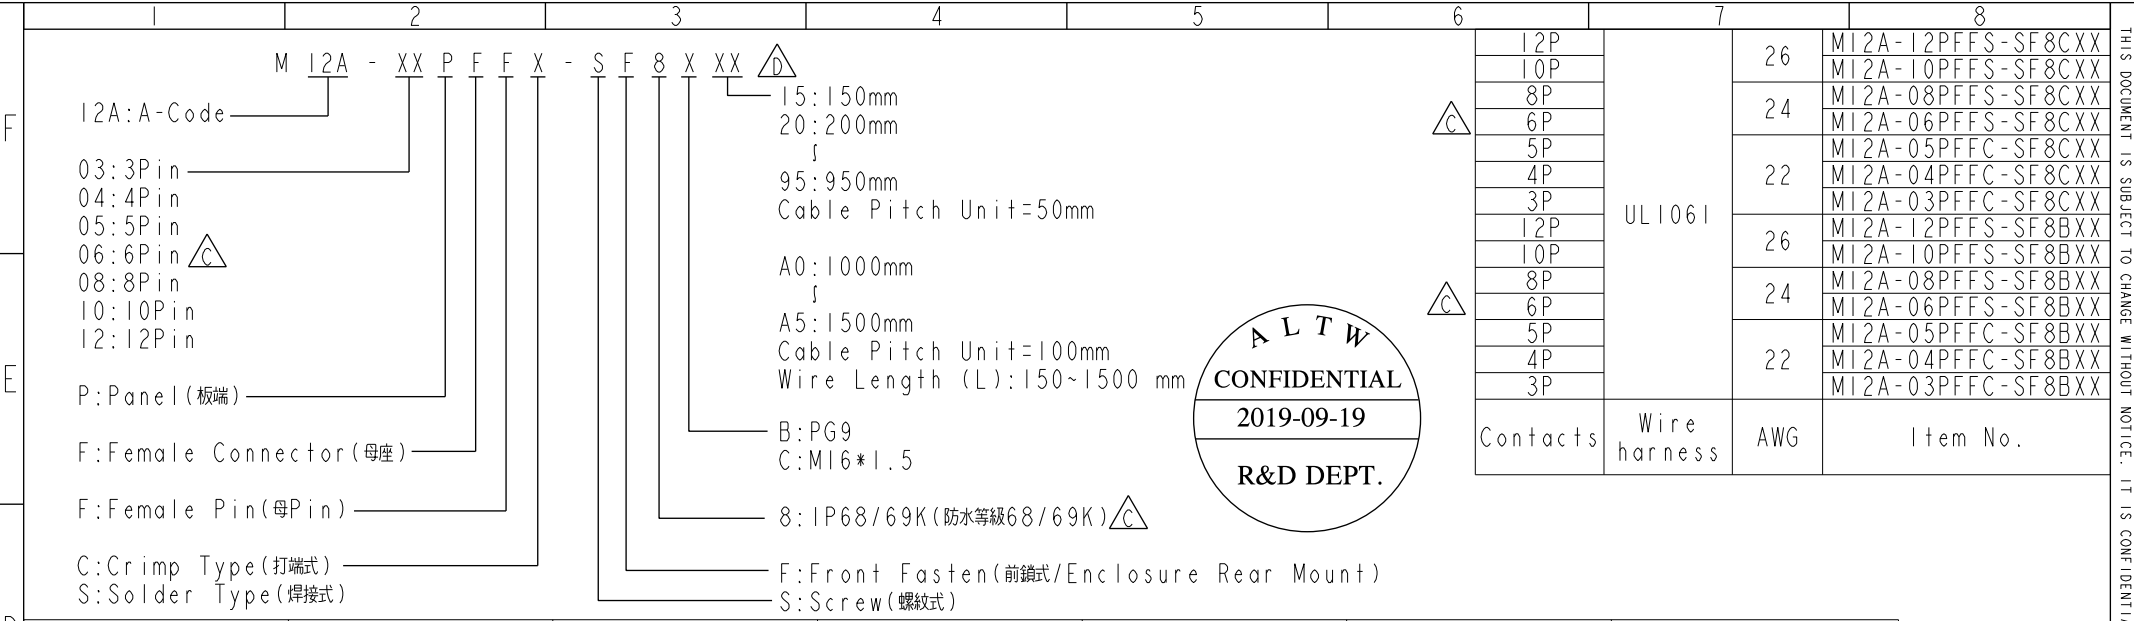 1 2 3 4 5 6 7 8
F
E
M 12A - XX P F F X - S F 8 X XX D
12A:A-Code
03:3Pin
04:4Pin
05:5Pin
06:6Pin C
08:8Pin
10:10Pin
12:12Pin
P:Panel(板端)
F:Female Connector(母座)
F:Female Pin(母Pin)
C:Crimp Type(打端式)
S:Solder Type(焊接式)
15:150mm
20:200mm
∫
95:950mm
Cable Pitch Unit=50mm
A0:1000mm
∫
A5:1500mm
Cable Pitch Unit=100mm
Wire Length (L):150~1500 mm
B:PG9
C:M16*1.5
8:IP68/69K(防水等級68/69K) C
F:Front Fasten(前鎖式/Enclosure Rear Mount)
S:Screw(螺紋式)
ALTW
CONFIDENTIAL
2019-09-19
R&D DEPT.
12P UL1061 26 M12A-12PFFS-SF8CXX
10P M12A-10PFFS-SF8CXX
8P 24 M12A-08PFFS-SF8CXX
C 6P M12A-06PFFS-SF8CXX
5P 22 M12A-05PFFC-SF8CXX
4P M12A-04PFFC-SF8CXX
3P M12A-03PFFC-SF8CXX
12P 26 M12A-12PFFS-SF8BXX
10P M12A-10PFFS-SF8BXX
8P 24 M12A-08PFFS-SF8BXX
C 6P M12A-06PFFS-SF8BXX
5P 22 M12A-05PFFC-SF8BXX
4P M12A-04PFFC-SF8BXX
3P M12A-03PFFC-SF8BXX
Contacts Wire harness AWG Item No.
THIS DOCUMENT IS SUBJECT TO CHANGE WITHOUT NOTICE. IT IS CONFIDENTIA